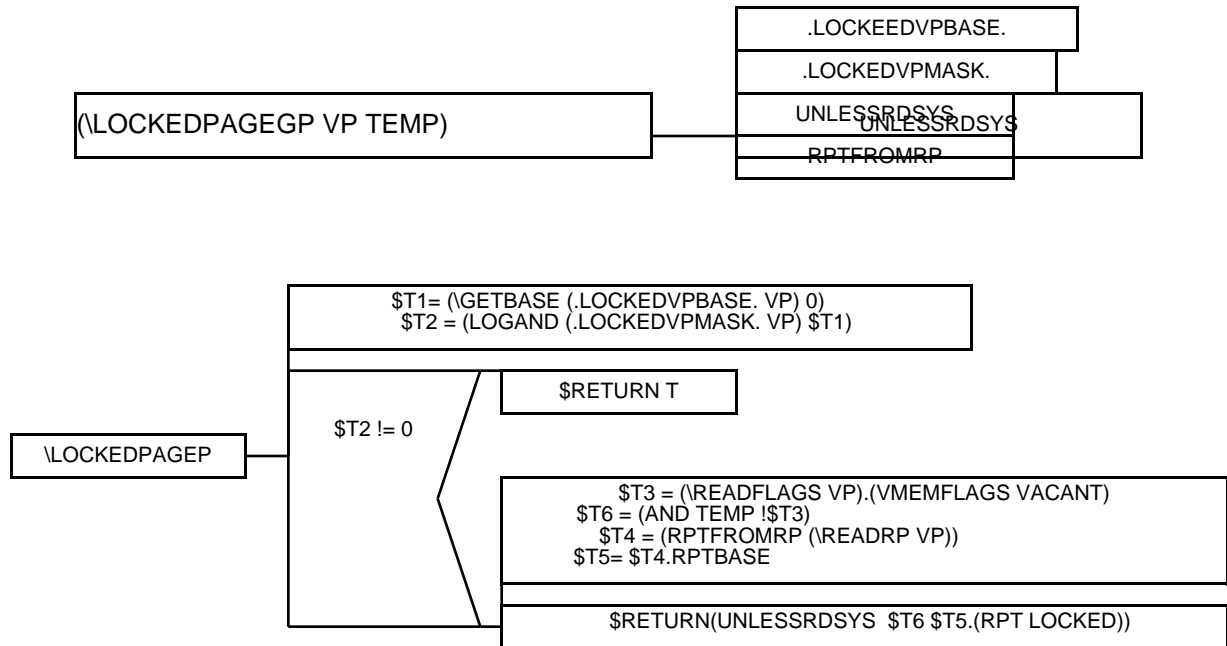 .LOCKEEDVPBASE.
.LOCKEDVPMASK.
(\LOCKEDPAGEGP VP TEMP)
UNLESSRDSYS
UNLESSRDSYS
RPTFROMRP
$T1= (\GETBASE (.LOCKEDVPBASE. VP) 0)
$T2 = (LOGAND (.LOCKEDVPMASK. VP) $T1)
$RETURN T
$T2 != 0
\LOCKEDPAGEP
$T3 = (\READFLAGS VP).(VMEMFLAGS VACANT)
$T6 = (AND TEMP !$T3)
$T4 = (RPTFROMRP (\READRP VP))
$T5= $T4.RPTBASE
$RETURN(UNLESSRDSYS  $T6 $T5.(RPT LOCKED))